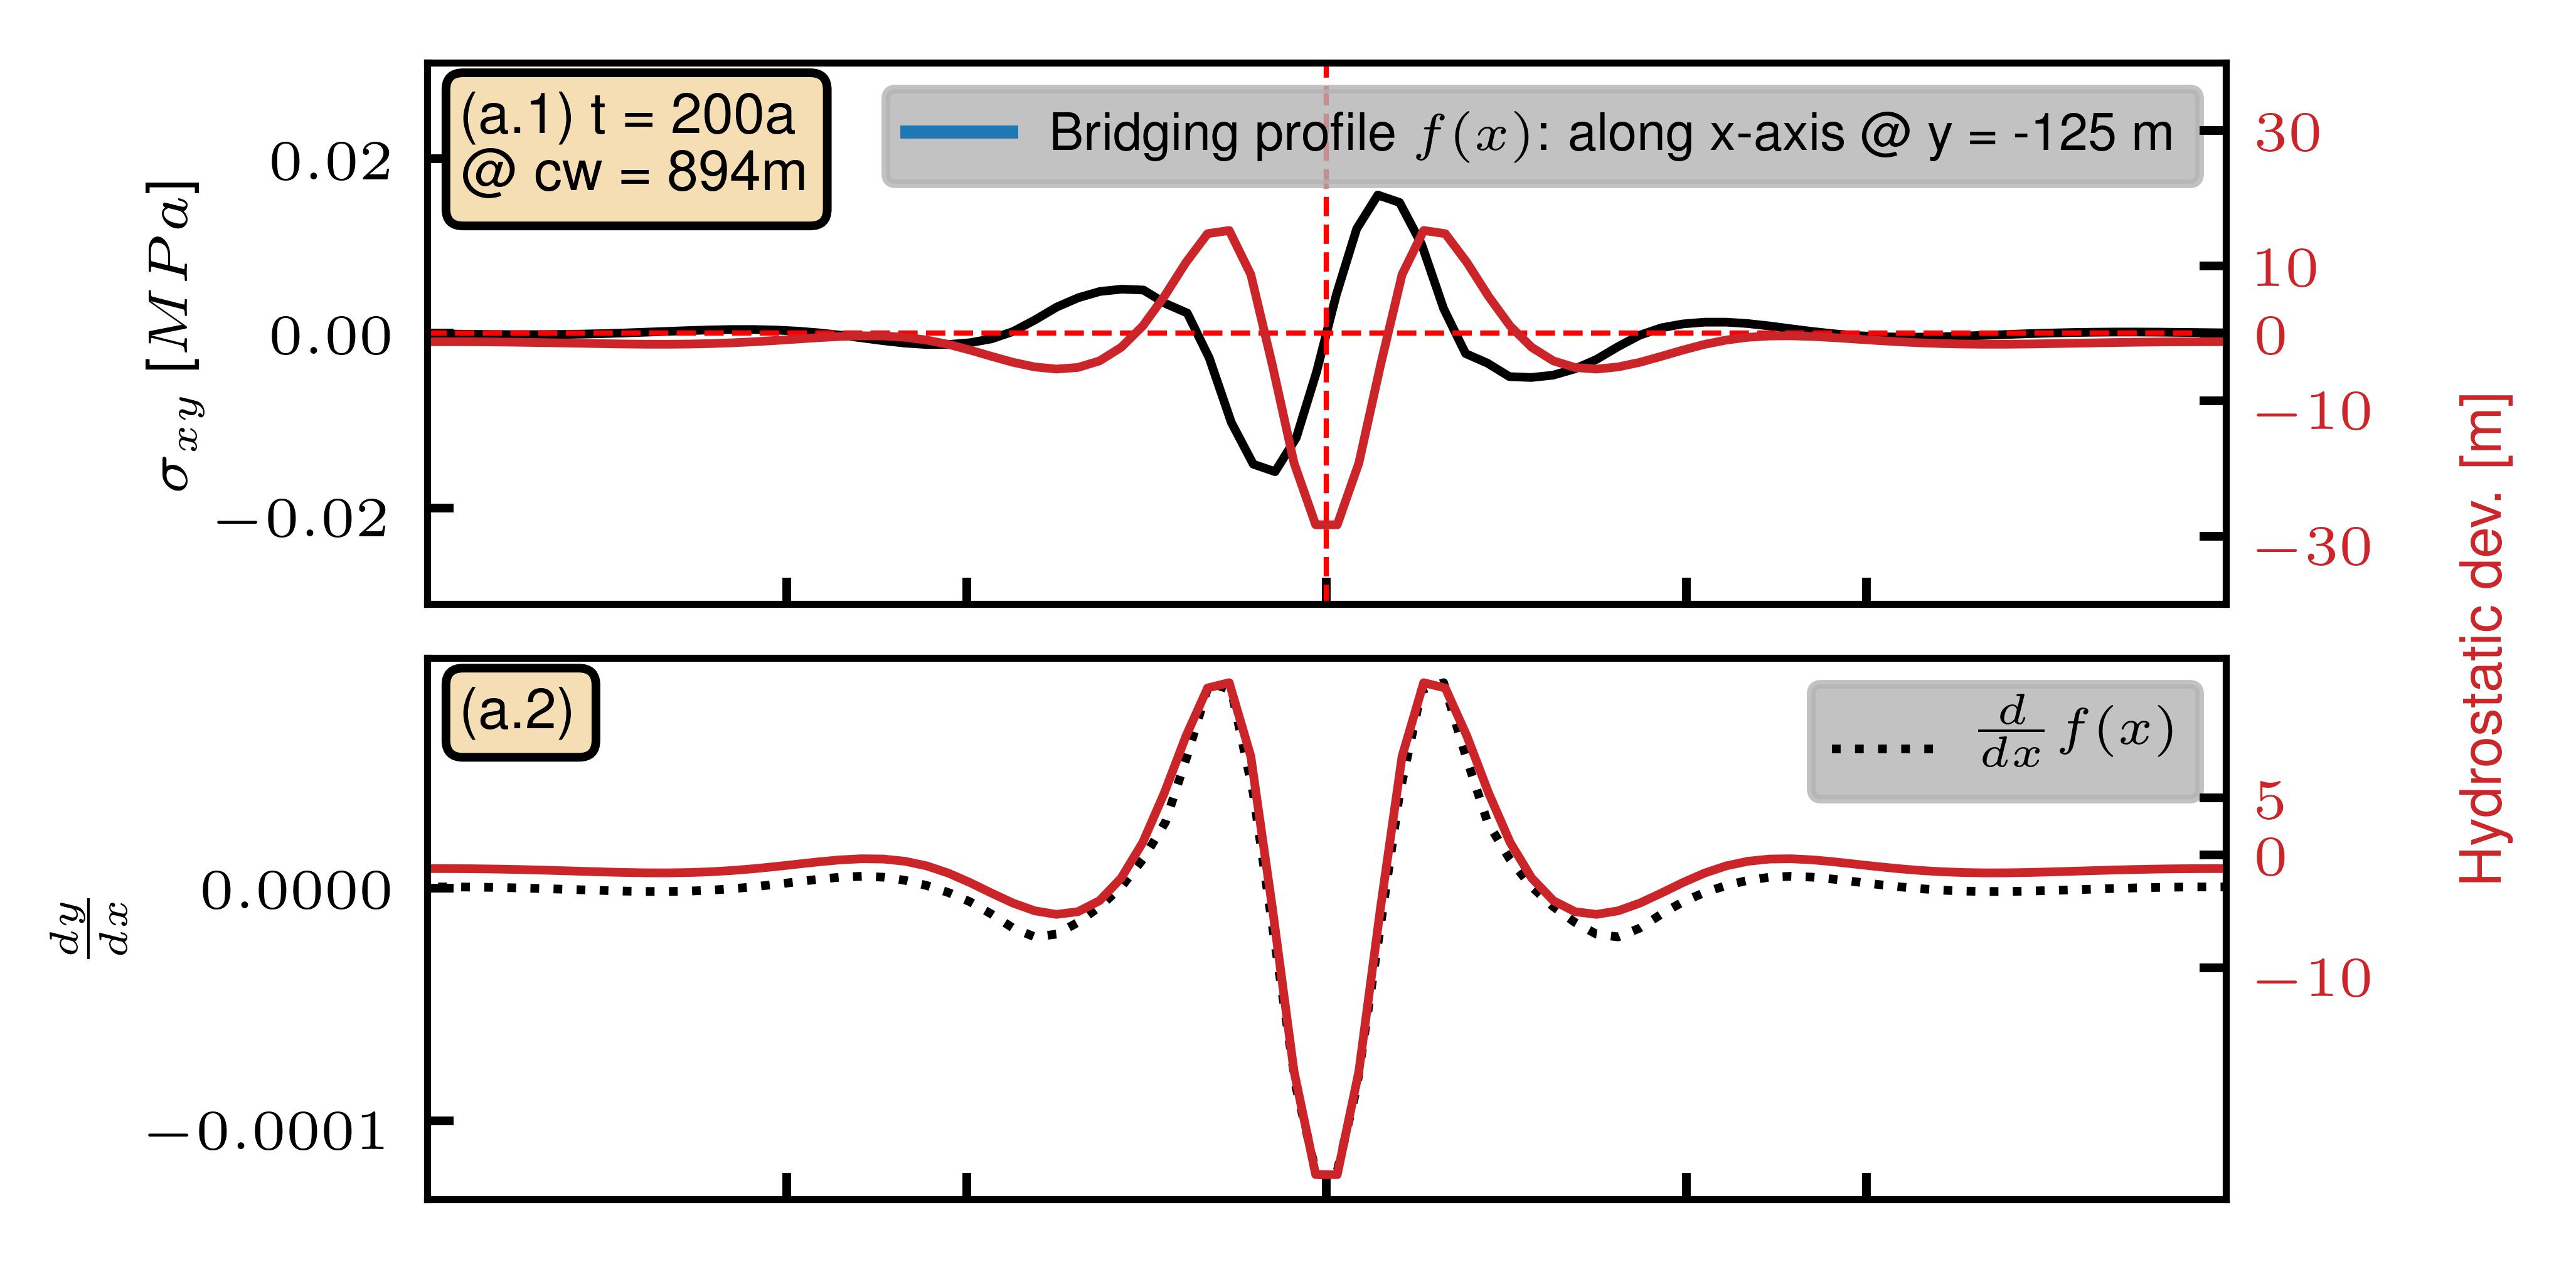 (a.1) t = 200a
@ cw = 894m
Bridging profile f(x): along x-axis @ y = -125 m
σxy [MPa]
0.02
0.00
−0.02
30
10
0
−10
−30
Hydrostatic dev. [m]
(a.2)
d/dx f(x)
dy/dx
0.0000
−0.0001
5
0
−10